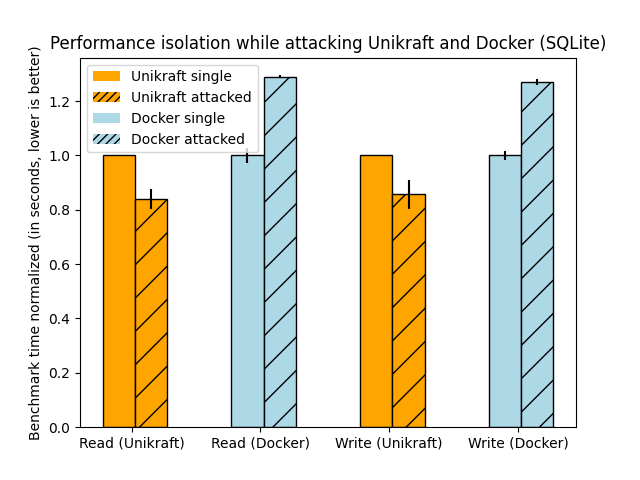 Performance isolation while attacking Unikraft and Docker (SQLite)
Benchmark time normalized (in seconds, lower is better)
Unikraft single
Unikraft attacked
Docker single
Docker attacked
1.2
1.0
0.8
0.6
0.4
0.2
0.0
Read (Unikraft) Read (Docker) Write (Unikraft) Write (Docker)